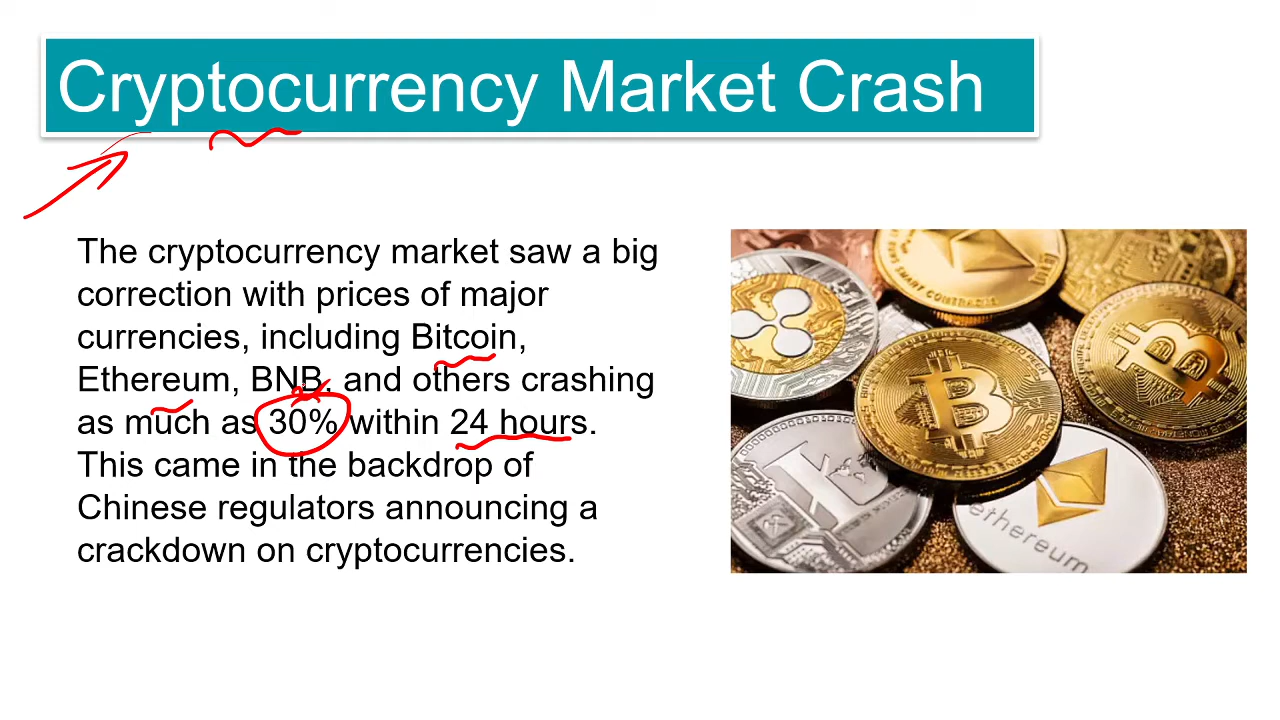 Cryptocurrency Market Crash
The cryptocurrency market saw a big
correction with prices of major
currencies, including Bitcoin,
Ethereum, BNB, and others crashing
as much as 30% within 24 hours.
This came in the backdrop of
Chinese regulators announcing a
crackdown on cryptocurrencies.
ethereum